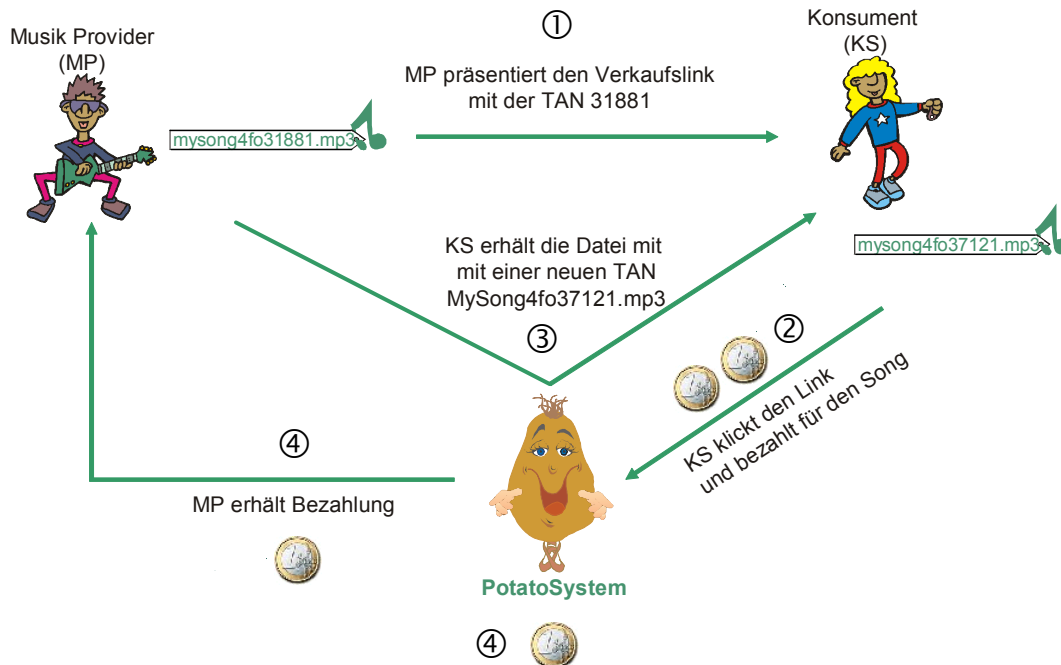 Musik Provider
(MP)
mysong4fo31881.mp3
①
MP präsentiert den Verkaufslink
mit der TAN 31881
Konsument
(KS)
mysong4fo37121.mp3
KS erhält die Datei mit
mit einer neuen TAN
MySong4fo37121.mp3
③
②
KS klickt den Link
und bezahlt für den Song
④
MP erhält Bezahlung
PotatoSystem
④